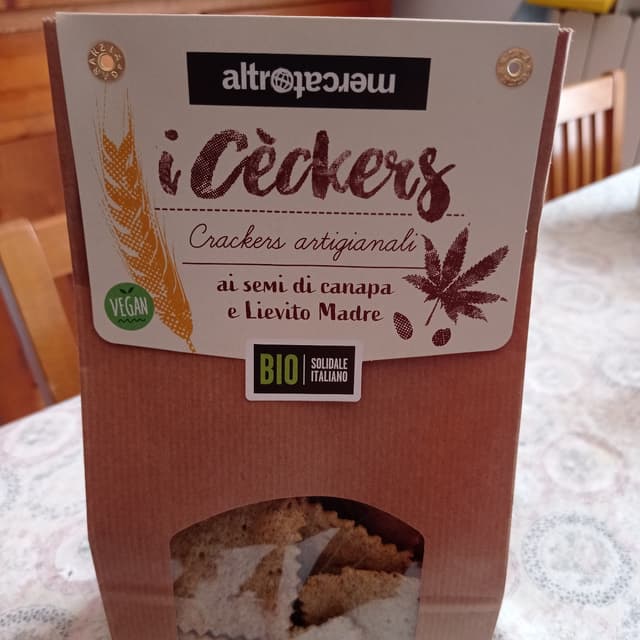 altromercato
i Cèckers
Crackers artigianali
ai semi di canapa
e Lievito Madre
VEGAN
BIO
SOLIDALE
ITALIANO